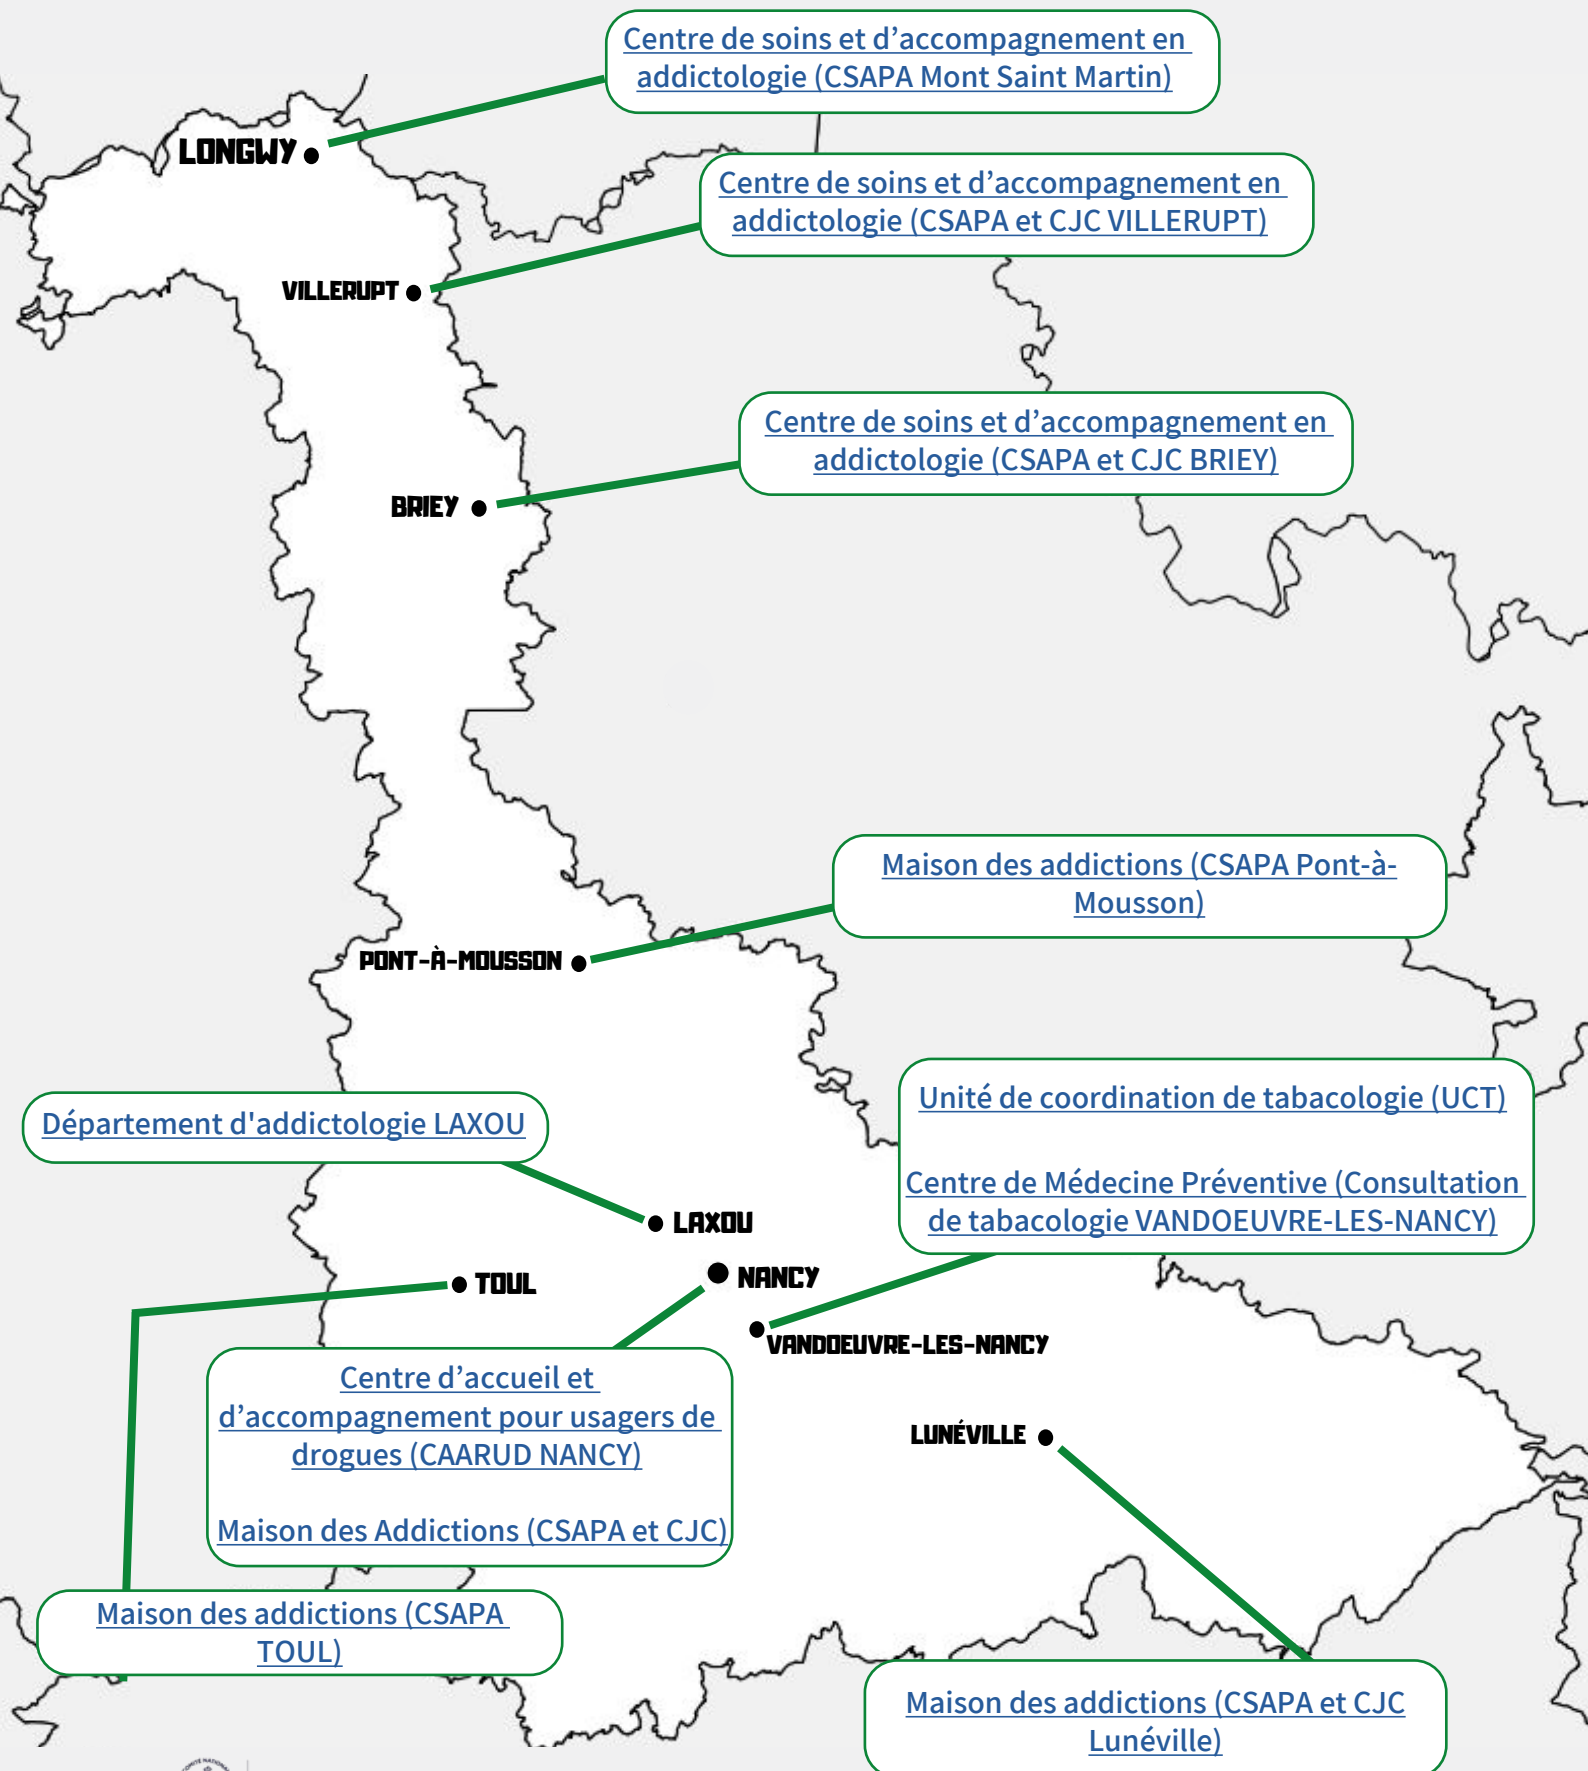 Centre de soins et d’accompagnement en
addictologie (CSAPA Mont Saint Martin)
LONGWY
Centre de soins et d’accompagnement en
addictologie (CSAPA et CJC VILLERUPT)
VILLERUPT
Centre de soins et d’accompagnement en
addictologie (CSAPA et CJC BRIEY)
BRIEY
Maison des addictions (CSAPA Pont-à-
Mousson)
PONT-À-MOUSSON
Unité de coordination de tabacologie (UCT)
Centre de Médecine Préventive (Consultation
de tabacologie VANDOEUVRE-LES-NANCY)
Département d'addictologie LAXOU
LAXOU
NANCY
TOUL
VANDOEUVRE-LES-NANCY
Centre d’accueil et
d’accompagnement pour usagers de
drogues (CAARUD NANCY)
Maison des Addictions (CSAPA et CJC)
LUNÉVILLE
Maison des addictions (CSAPA
TOUL)
Maison des addictions (CSAPA et CJC
Lunéville)